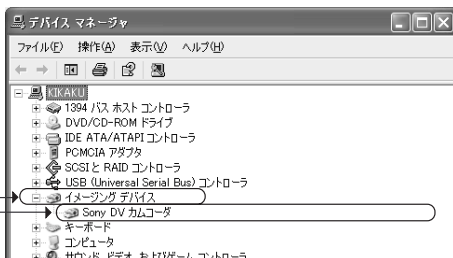 デバイス マネージャ
ファイル(F) 操作(A) 表示(V) ヘルプ(H)
KIKAKU
1394 バス ホスト コントローラ
DVD/CD-ROM ドライブ
IDE ATA/ATAPI コントローラ
PCMCIA アダプタ
SCSI と RAID コントローラ
USB (Universal Serial Bus) コントローラ
イメージング デバイス
Sony DV カムコーダ
キーボード
コンピュータ
サウンド、ビデオ、およびゲーム コントローラ